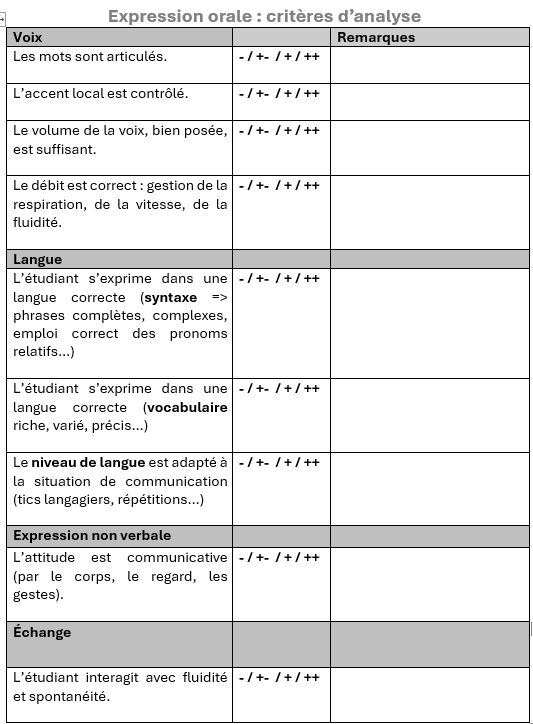 Expression orale : critères d’analyse
Voix Remarques
Les mots sont articulés. - / +- / + / ++
L’accent local est contrôlé. - / +- / + / ++
Le volume de la voix, bien posée, - / +- / + / ++
est suffisant.
Le débit est correct : gestion de la - / +- / + / ++
respiration, de la vitesse, de la
fluidité.
Langue
L’étudiant s’exprime dans une - / +- / + / ++
langue correcte (syntaxe =>
phrases complètes, complexes,
emploi correct des pronoms
relatifs...)
L’étudiant s’exprime dans une - / +- / + / ++
langue correcte (vocabulaire
riche, varié, précis...)
Le niveau de langue est adapté à - / +- / + / ++
la situation de communication
(tics langagiers, répétitions...)
Expression non verbale
L’attitude est communicative - / +- / + / ++
(par le corps, le regard, les
gestes).
Échange
L’étudiant interagit avec fluidité - / +- / + / ++
et spontanéité.